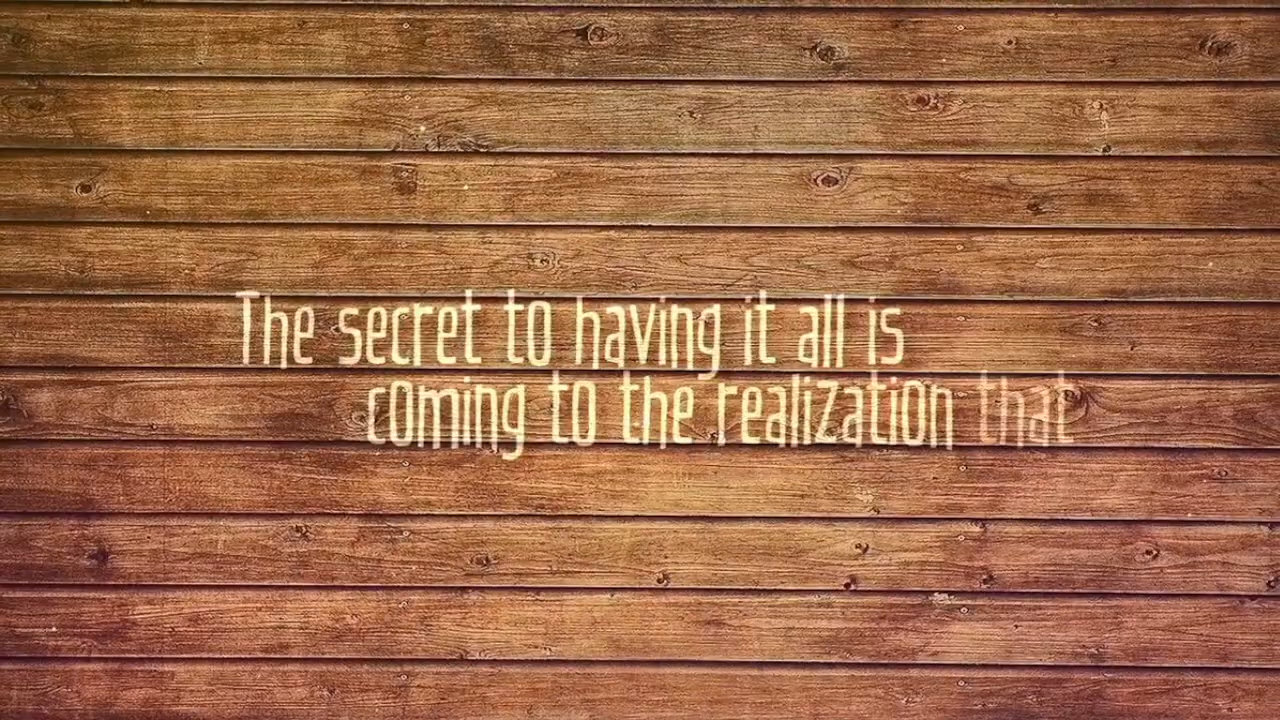 The secret to having it all is
coming to the realization that